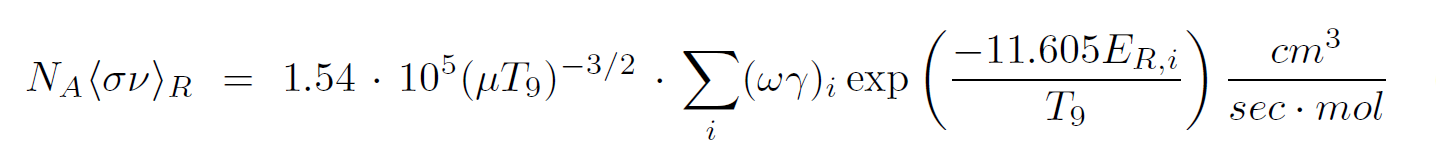 N_A⟨σν⟩_R = 1.54 · 10^5(μT_9)^{−3/2} · ∑_i (ωγ)_i exp(−11.605E_{R,i} / T_9) cm^3 / sec · mol